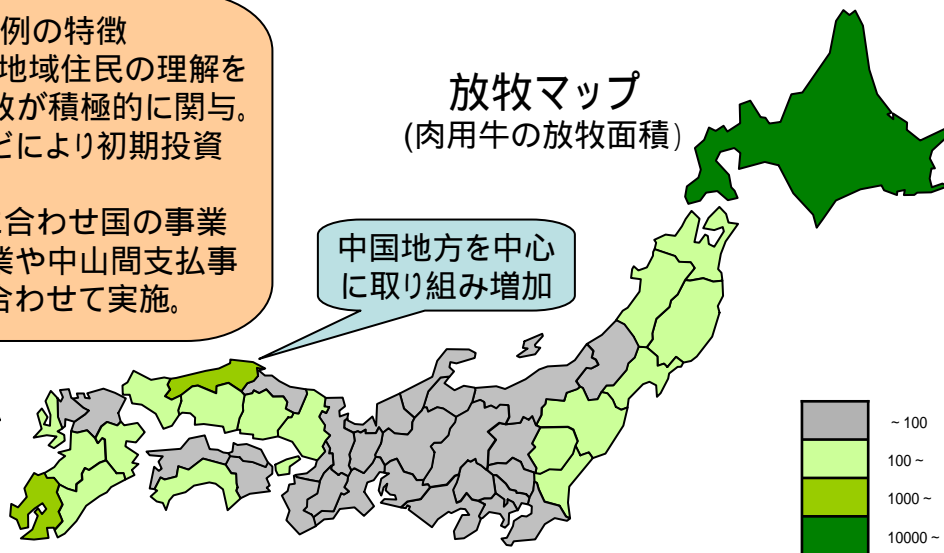 例の特徴
地域住民の理解を
が積極的に関与。
どにより初期投資
合わせ国の事業
業や中山間支払事
合わせて実施。
放牧マップ
(肉用牛の放牧面積)
中国地方を中心
に取り組み増加
~ 100
100 ~
1000 ~
10000 ~